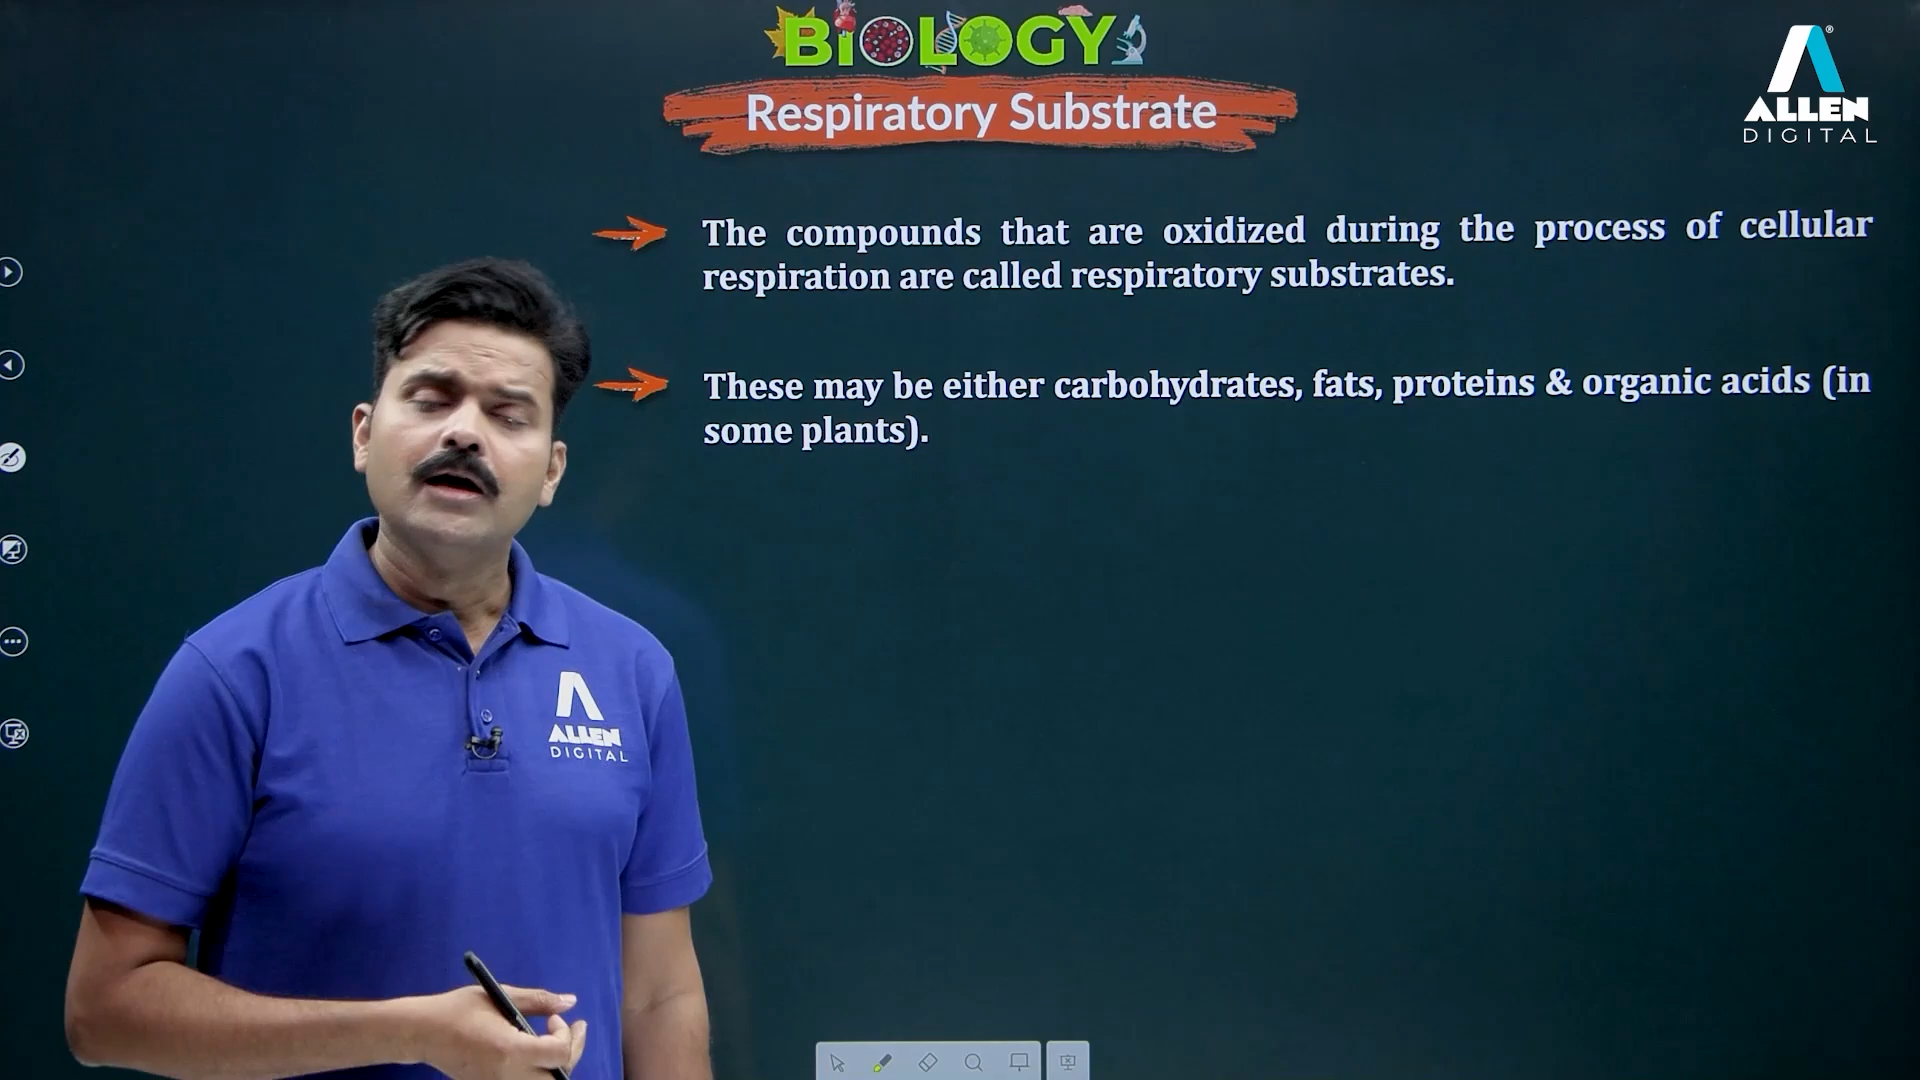 BiOLOGY
Respiratory Substrate
ALLEN
DIGITAL
The compounds that are oxidized during the process of cellular
respiration are called respiratory substrates.
These may be either carbohydrates, fats, proteins & organic acids (in
some plants).
ALLEN
DIGITAL